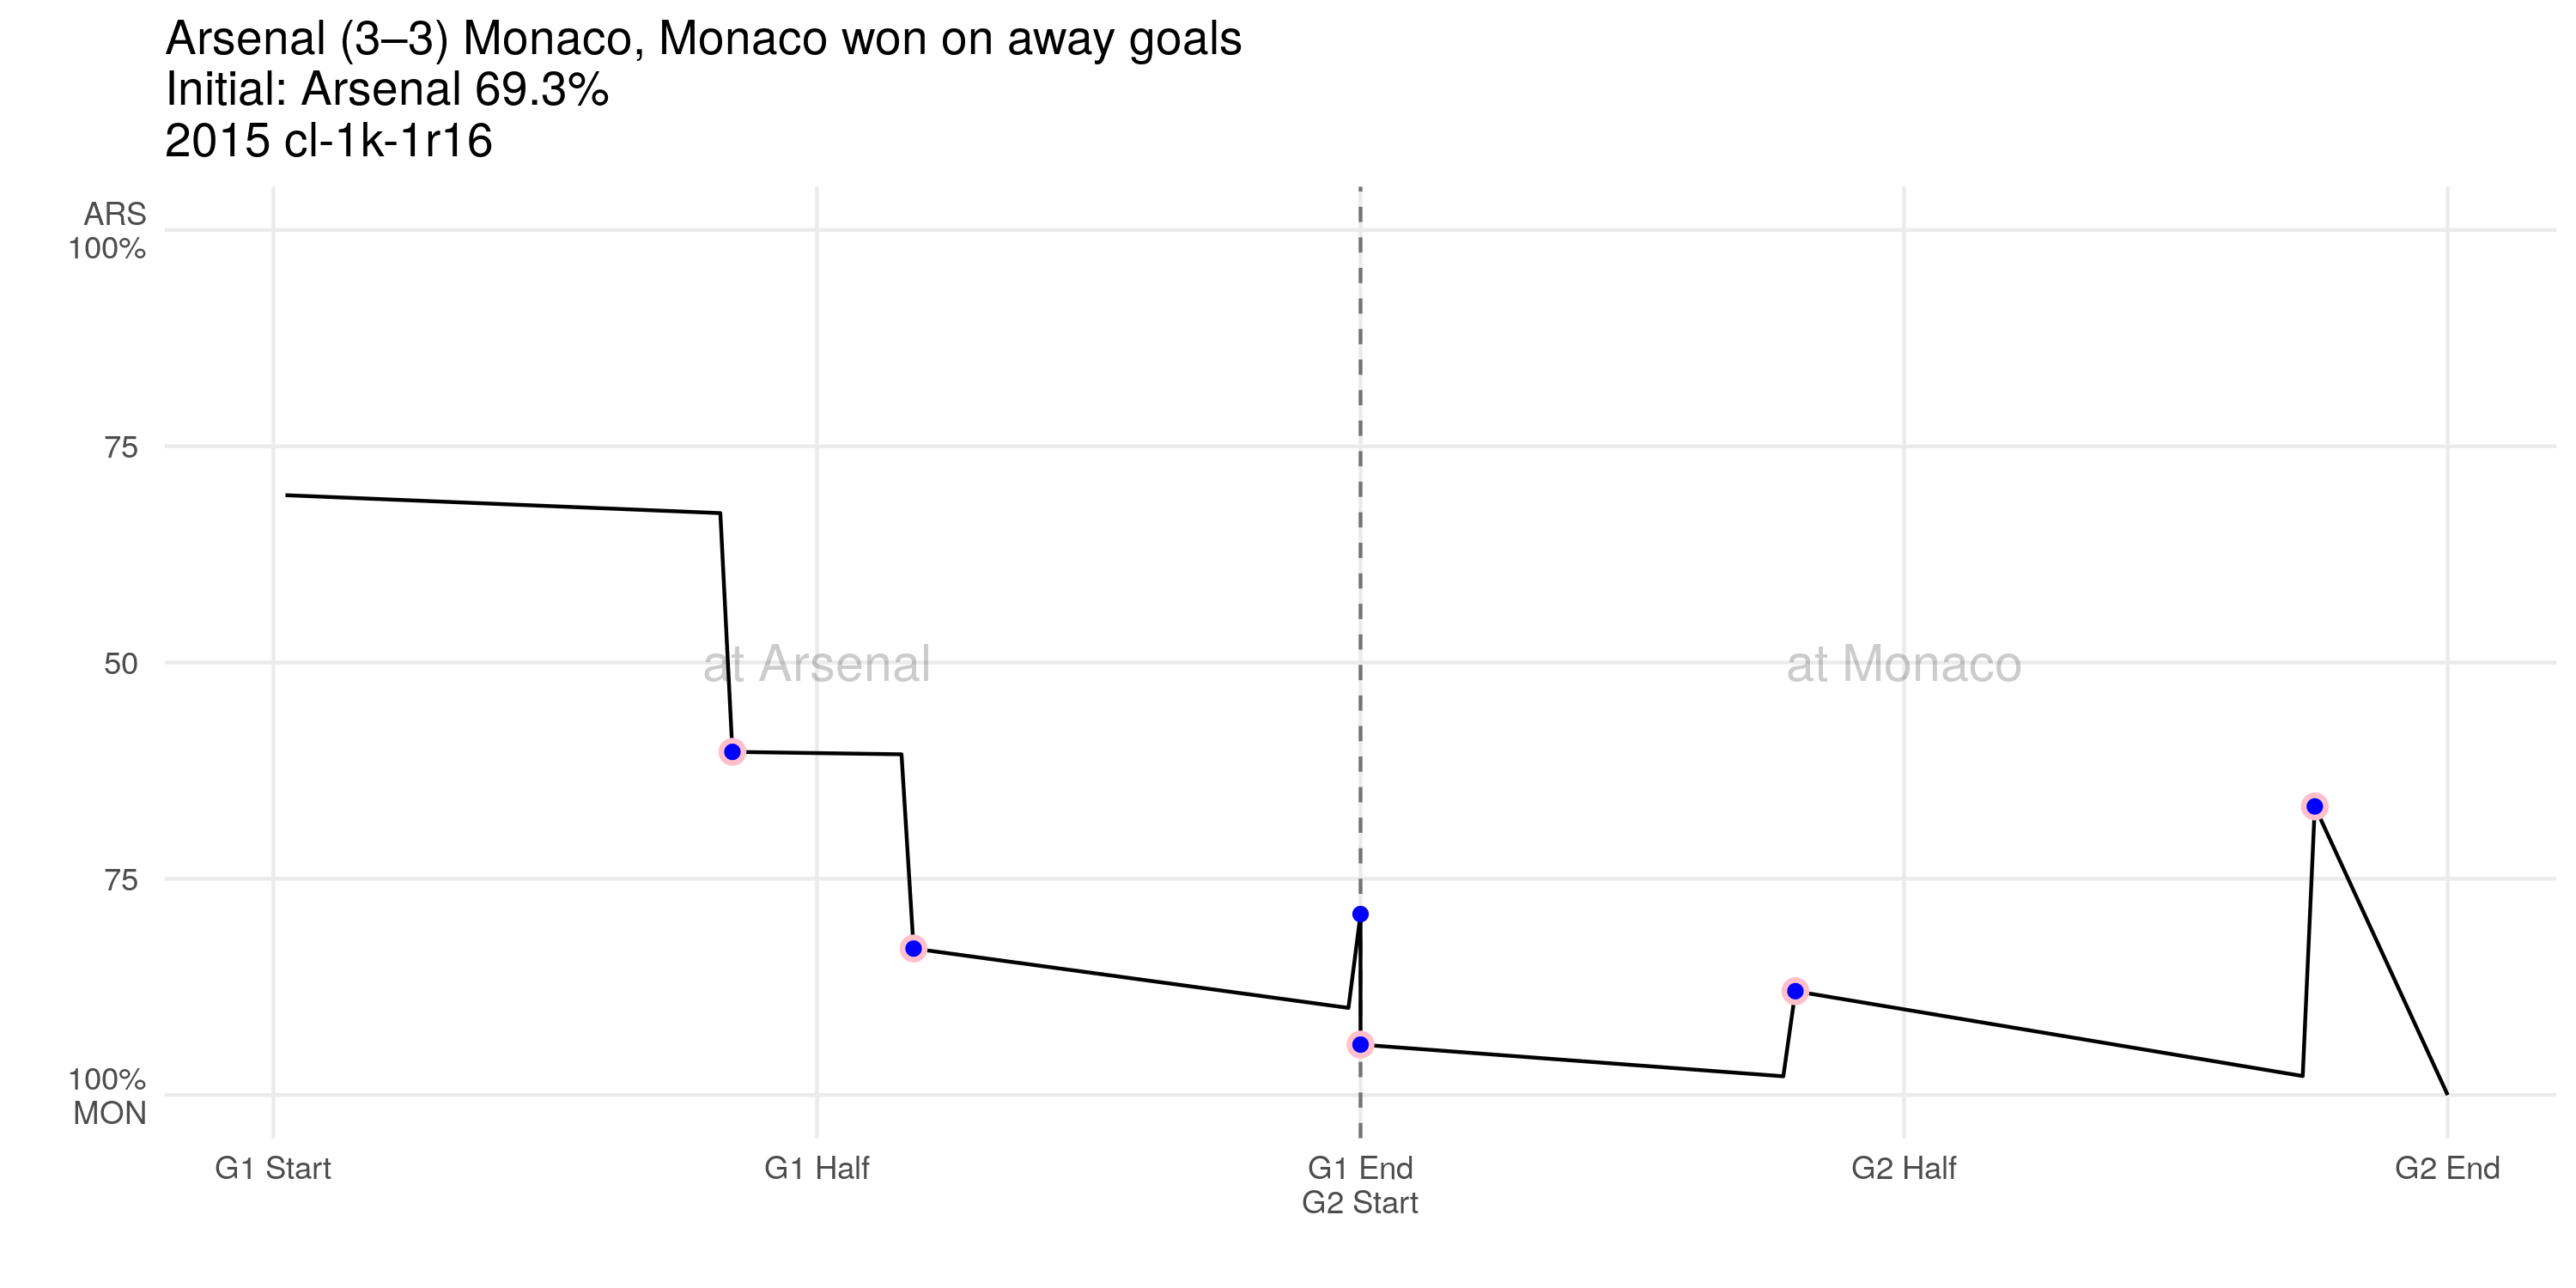 Arsenal (3–3) Monaco, Monaco won on away goals
Initial: Arsenal 69.3%
2015 cl-1k-1r16
ARS
100%
75
50
75
100%
MON
at Arsenal
at Monaco
G1 Start
G1 Half
G1 End
G2 Start
G2 Half
G2 End